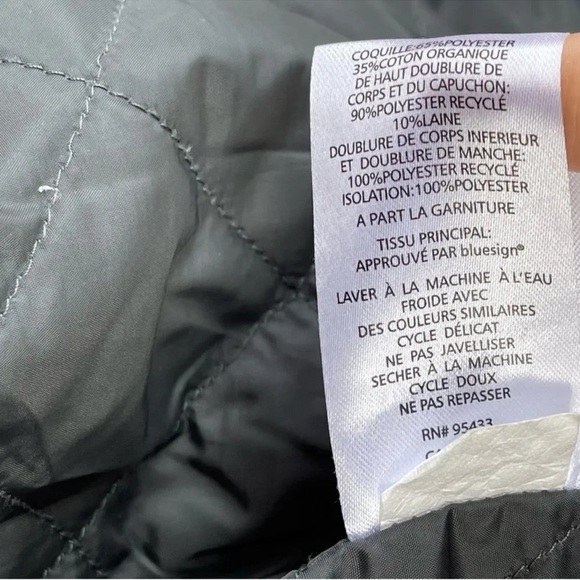 COQUILLE:65%POLYESTER
35%COTON ORGANIQUE
DE HAUT DOUBLURE DE
CORPS ET DU CAPUCHON:
90%POLYESTER RECYCLÉ
10%LAINE
DOUBLURE DE CORPS INFERIEUR
ET DOUBLURE DE MANCHE:
100%POLYESTER RECYCLÉ
ISOLATION:100%POLYESTER
A PART LA GARNITURE
TISSU PRINCIPAL:
APPROUVÉ PAR bluesign®
LAVER À LA MACHINE À L'EAU
FROIDE AVEC
DES COULEURS SIMILAIRES
CYCLE DÉLICAT
NE PAS JAVELLISER
SECHER À LA MACHINE
CYCLE DOUX
NE PAS REPASSER
RN# 95433